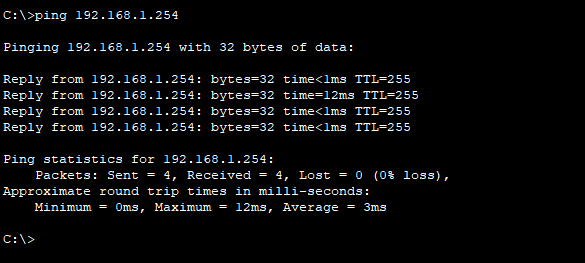 C:\>ping 192.168.1.254
Pinging 192.168.1.254 with 32 bytes of data:
Reply from 192.168.1.254: bytes=32 time<1ms TTL=255
Reply from 192.168.1.254: bytes=32 time=12ms TTL=255
Reply from 192.168.1.254: bytes=32 time<1ms TTL=255
Reply from 192.168.1.254: bytes=32 time<1ms TTL=255
Ping statistics for 192.168.1.254:
Packets: Sent = 4, Received = 4, Lost = 0 (0% loss),
Approximate round trip times in milli-seconds:
Minimum = 0ms, Maximum = 12ms, Average = 3ms
C:\>